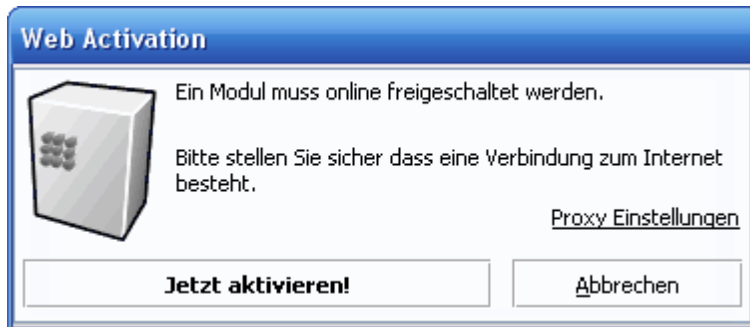 Web Activation
Ein Modul muss online freigeschaltet werden.
Bitte stellen Sie sicher dass eine Verbindung zum Internet
besteht.
Proxy Einstellungen
Jetzt aktivieren!
Abbrechen